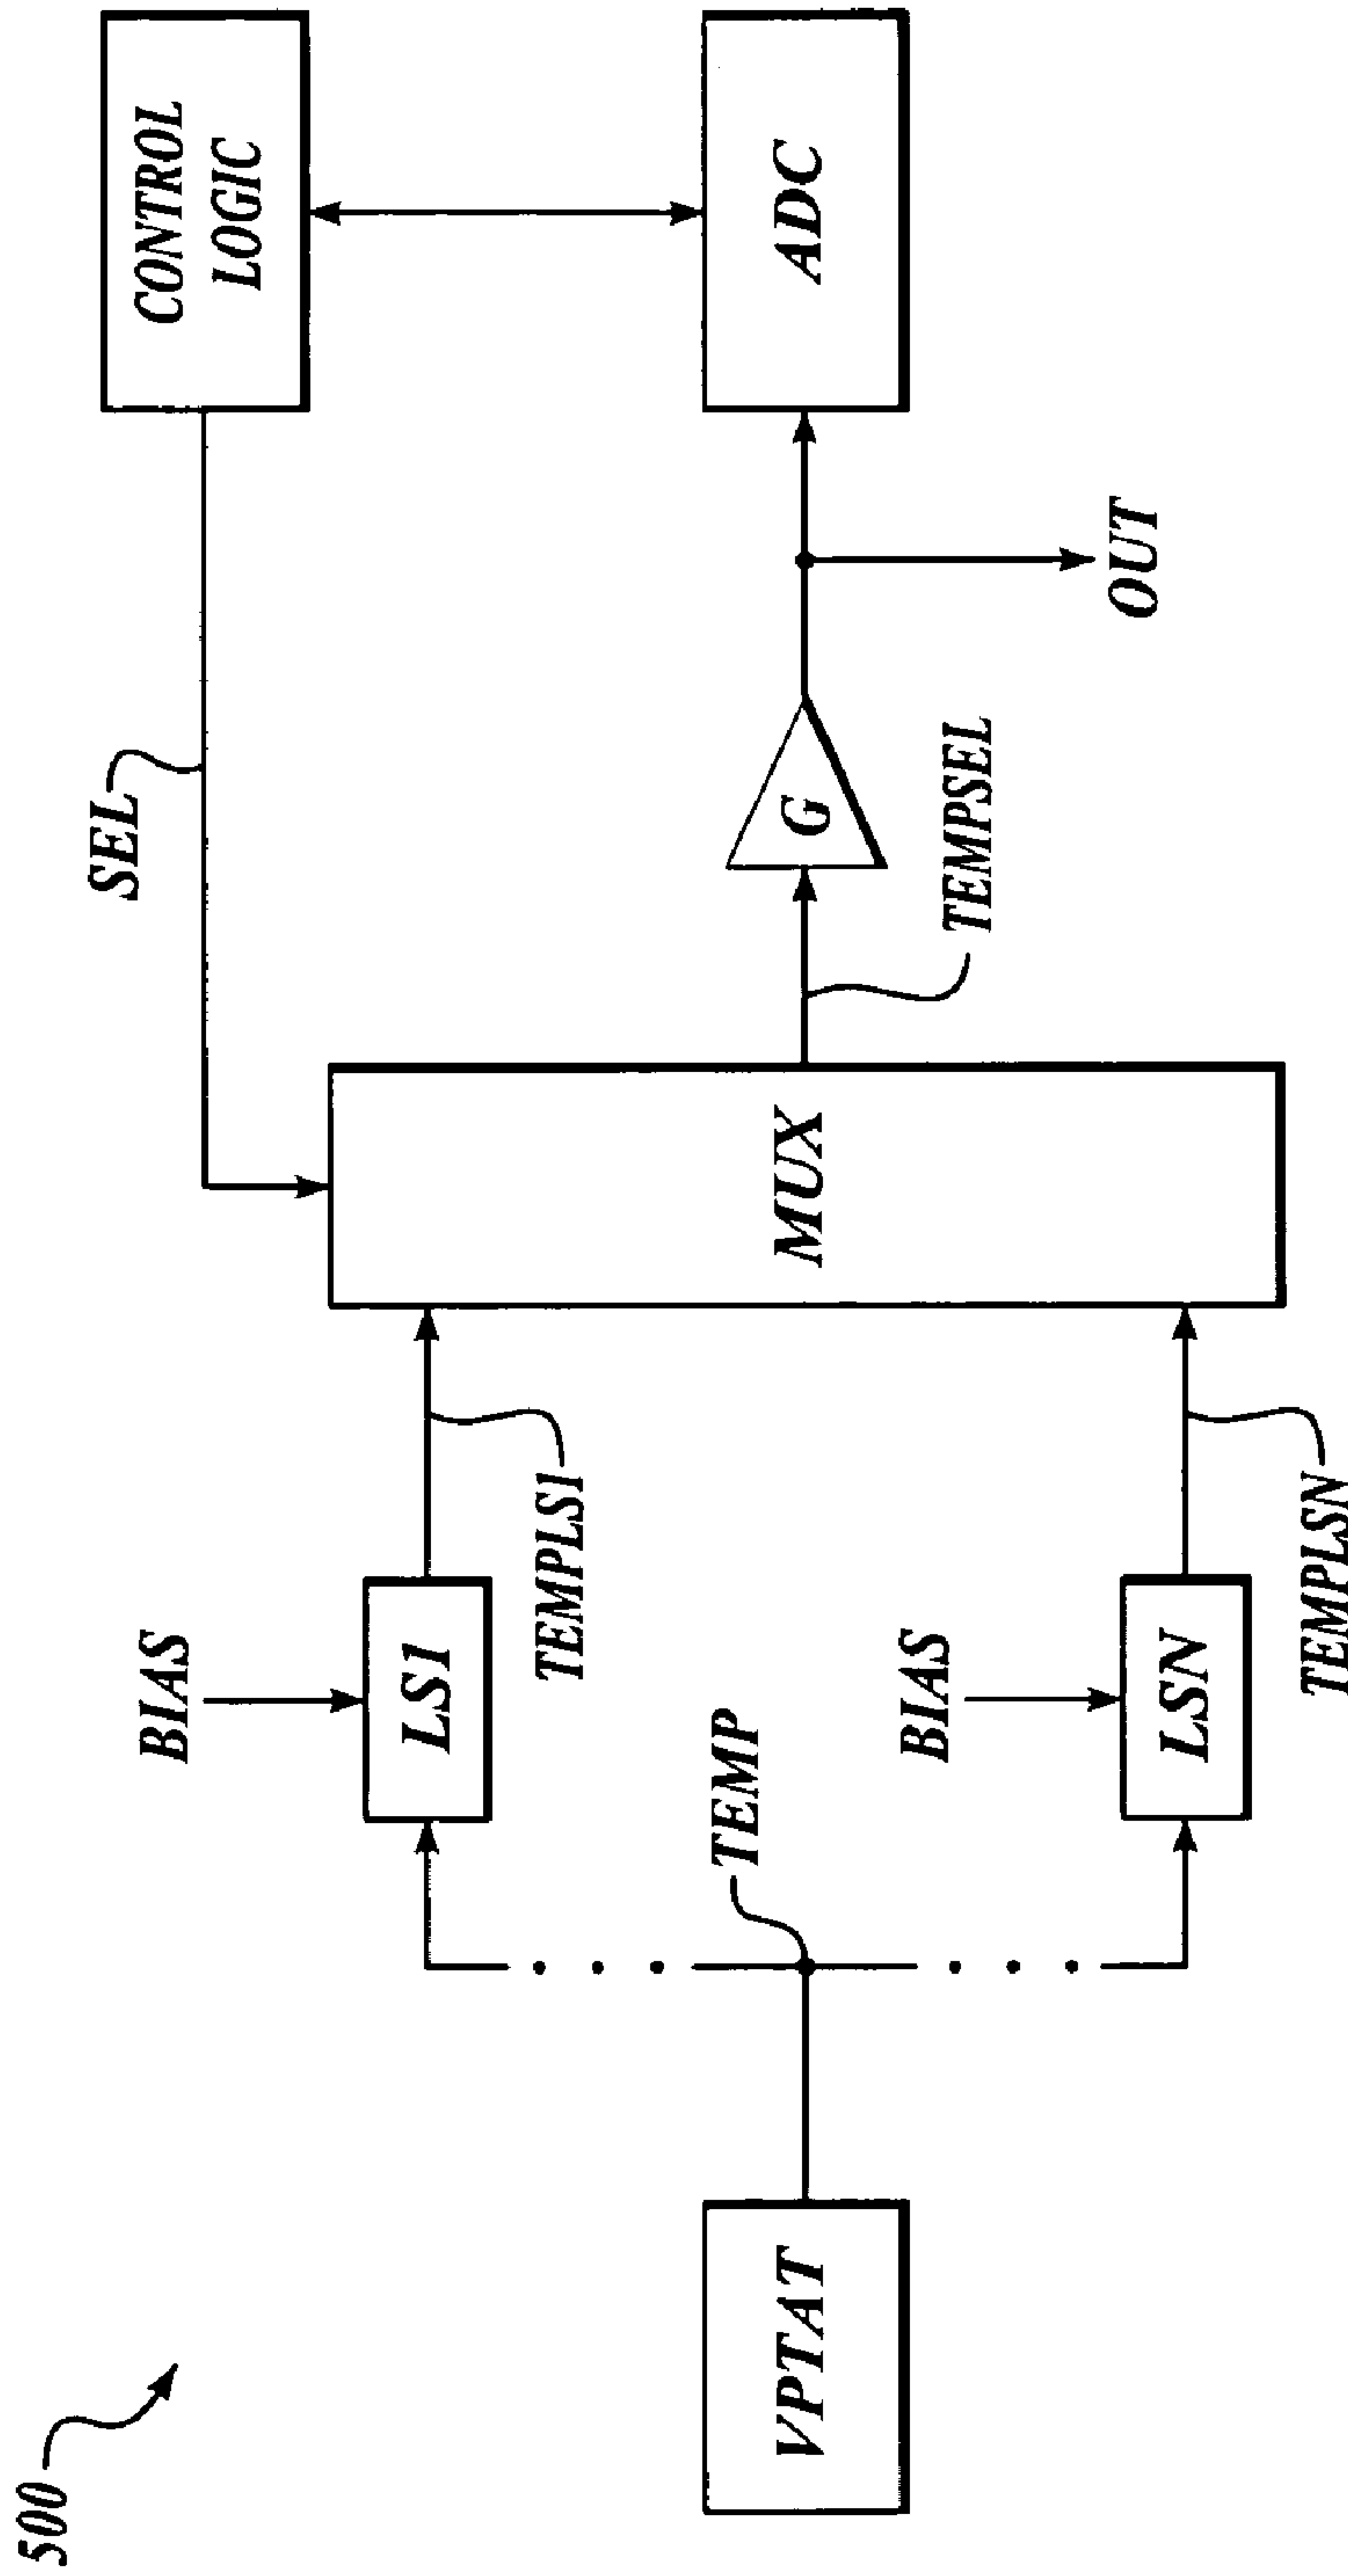 500
VPTAT
TEMP
BIAS
LS1
TEMPLS1
BIAS
LSN
TEMPLSN
MUX
SEL
TEMPSEL
G
OUT
CONTROL
LOGIC
ADC